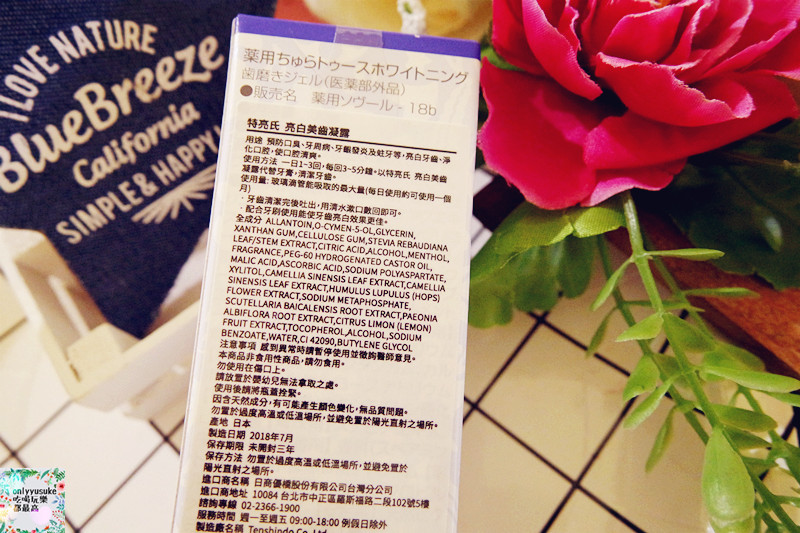 I LOVE NATURE
BlueBreeze
California
SIMPLE & HAPPY
薬用ちゅらトゥースホワイトニング
歯磨きジェル(医薬部外品)
●販売名 薬用ソヴール - 18b
特亮氏 亮白美齒凝露
用途 預防口臭、牙周病、牙齦發炎及蛀牙等,亮白牙齒、淨
化口腔,使口腔清爽。
使用方法 一日1~3回,每回3~5分鐘。以特亮氏 亮白美齒
凝露代替牙膏,清潔牙齒。
使用量: 玻璃滴管能吸取的最大量(每日使用約可使用一個
月)
・牙齒清潔完後吐出,用清水漱口數回即可。
・配合牙刷使用能使牙齒亮白效果更佳。
全成分 ALLANTOIN,O-CYMEN-5-OL,GLYCERIN,
XANTHAN GUM,CELLULOSE GUM,STEVIA REBAUDIANA
LEAF/STEM EXTRACT,CITRIC ACID,ALCOHOL,MENTHOL,
FRAGRANCE,PEG-60 HYDROGENATED CASTOR OIL,
MALIC ACID,ASCORBIC ACID,SODIUM POLYASPARTATE,
XYLITOL,CAMELLIA SINENSIS LEAF EXTRACT,CAMELLIA
SINENSIS LEAF EXTRACT,HUMULUS LUPULUS (HOPS)
FLOWER EXTRACT,SODIUM METAPHOSPHATE,
SCUTELLARIA BAICALENSIS ROOT EXTRACT,PAEONIA
ALBIFLORA ROOT EXTRACT,CITRUS LIMON (LEMON)
FRUIT EXTRACT,TOCOPHEROL,ALCOHOL,SODIUM
BENZOATE,WATER,CI 42090,BUTYLENE GLYCOL
注意事項 感到異常時請暫停使用並徵詢醫師意見。
本商品非食用性商品,請勿食用。
勿使用在傷口上。
請放置於嬰幼兒無法拿取之處。
使用後請將瓶蓋拴緊。
因含天然成分,有可能產生顏色變化,無品質問題。
勿置於過度高溫或低溫場所,並避免置於陽光直射之場所。
產地 日本
製造日期 2018年7月
保存期限 未開封三年
保存方法 勿置於過度高溫或低溫場所,並避免置於
陽光直射之場所。
進口商名稱 日商優禳股份有限公司台灣分公司
進口商地址 10084 台北市中正區羅斯福路二段102號5樓
諮詢專線 02-2366-1900
服務時間 週一至週五 09:00-18:00 例假日除外
製造廠名稱 Tenshindo Co.Ltd
onlyyusuke
吃喝玩樂
都最高